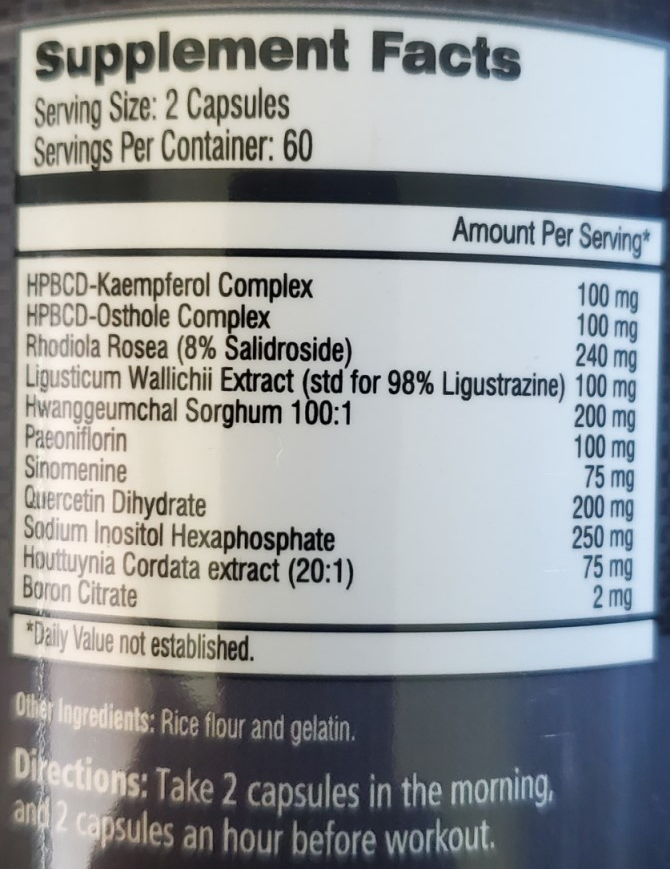 Supplement Facts
Serving Size: 2 Capsules
Servings Per Container: 60
Amount Per Serving*
HPBCD-Kaempferol Complex 100 mg
HPBCD-Osthole Complex 100 mg
Rhodiola Rosea (8% Salidroside) 240 mg
Ligusticum Wallichii Extract (std for 98% Ligustrazine) 100 mg
Hwanggeumchal Sorghum 100:1 200 mg
Paeoniflorin 100 mg
Sinomenine 75 mg
Quercetin Dihydrate 200 mg
Sodium Inositol Hexaphosphate 250 mg
Houttuynia Cordata extract (20:1) 75 mg
Boron Citrate 2 mg
*Daily Value not established.
Other Ingredients: Rice flour and gelatin.
Directions: Take 2 capsules in the morning,
and 2 capsules an hour before workout.